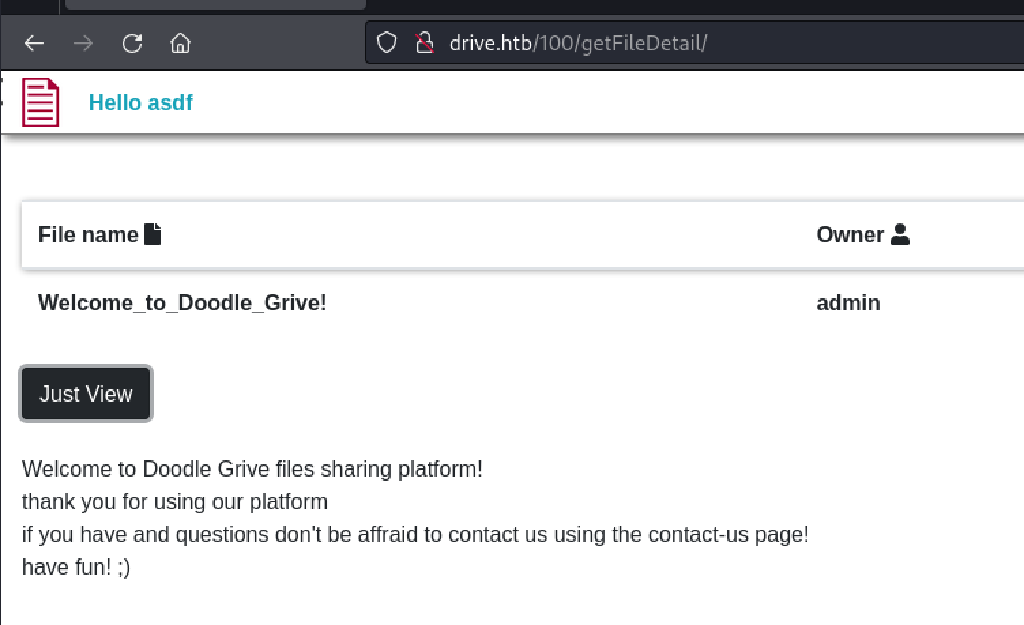 drive.htb/100/getFileDetail/
Hello asdf
File name Owner
Welcome_to_Doodle_Grive! admin
Just View
Welcome to Doodle Grive files sharing platform!
thank you for using our platform
if you have and questions don't be affraid to contact us using the contact-us page!
have fun! ;)